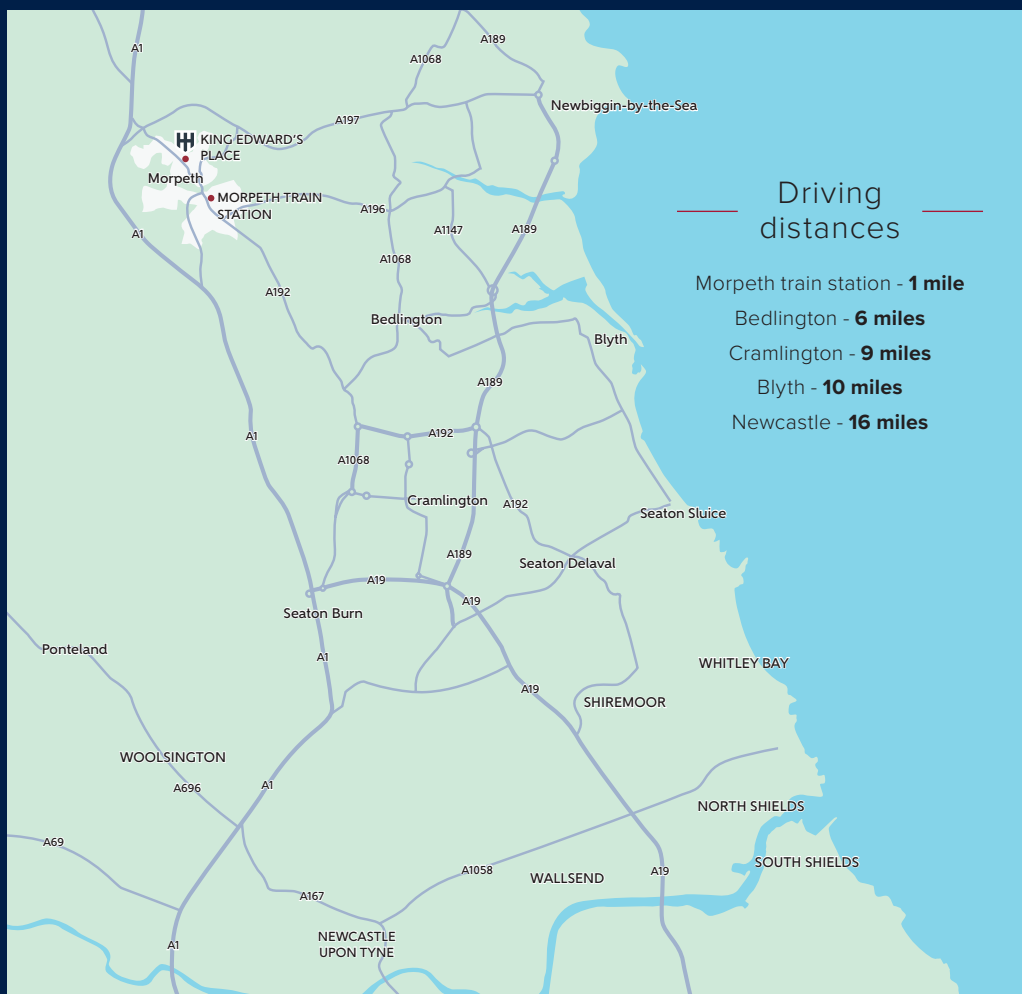 A1
A189
A1068
Newbiggin-by-the-Sea
A197
KING EDWARD'S
PLACE
Morpeth
MORPETH TRAIN
STATION
A196
A1147
A189
A1
A1068
A192
Bedlington
Blyth
A189
A1
A192
A1068
Cramlington
A192
Seaton Sluice
A189
Seaton Delaval
A19
A19
Seaton Burn
Ponteland
A1
WHITLEY BAY
A19
SHIREMOOR
WOOLSINGTON
A696
A1
NORTH SHIELDS
A69
SOUTH SHIELDS
A1058
WALLSEND
A19
A167
NEWCASTLE
UPON TYNE
A1
Driving
distances
Morpeth train station - 1 mile
Bedlington - 6 miles
Cramlington - 9 miles
Blyth - 10 miles
Newcastle - 16 miles